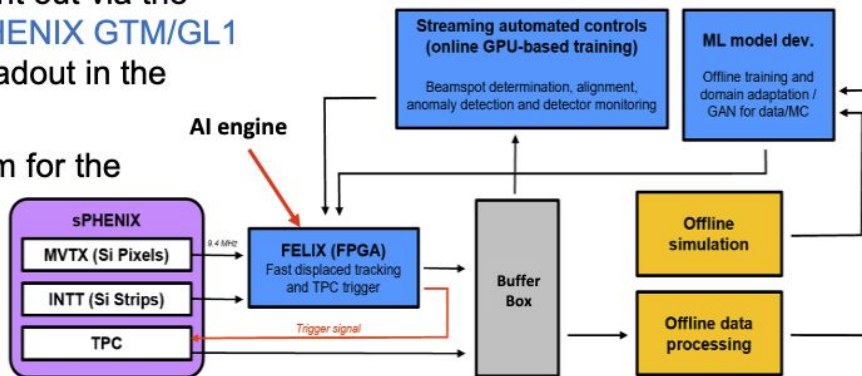 nt out via the
HENIX GTM/GL1
adout in the
m for the
AI engine
Streaming automated controls
(online GPU-based training)
Beamspot determination, alignment,
anomaly detection and detector monitoring
ML model dev.
Offline training and
domain adaptation /
GAN for data/MC
sPHENIX
MVTX (Si Pixels)
INTT (Si Strips)
TPC
9.4 MHz
FELIX (FPGA)
Fast displaced tracking
and TPC trigger
Trigger signal
Buffer
Box
Offline
simulation
Offline data
processing